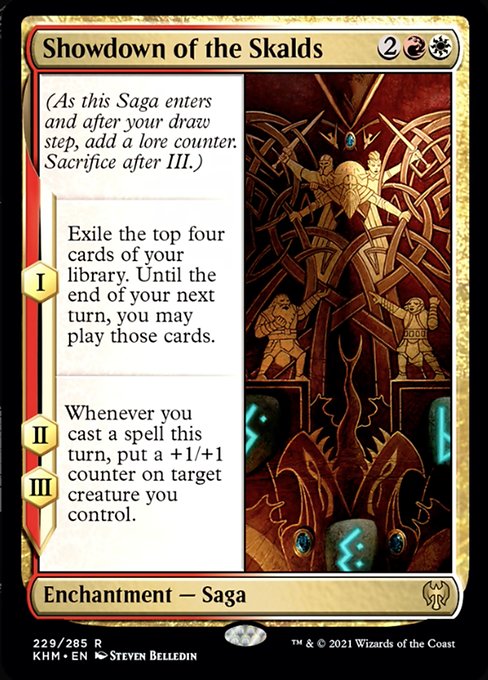 Showdown of the Skalds 2
(As this Saga enters
and after your draw
step, add a lore counter.
Sacrifice after III.)
I
Exile the top four
cards of your
library. Until the
end of your next
turn, you may
play those cards.
II
III
Whenever you
cast a spell this
turn, put a +1/+1
counter on target
creature you
control.
Enchantment — Saga
229/285 R
KHM • EN Steven Belledin
™ & © 2021 Wizards of the Coast